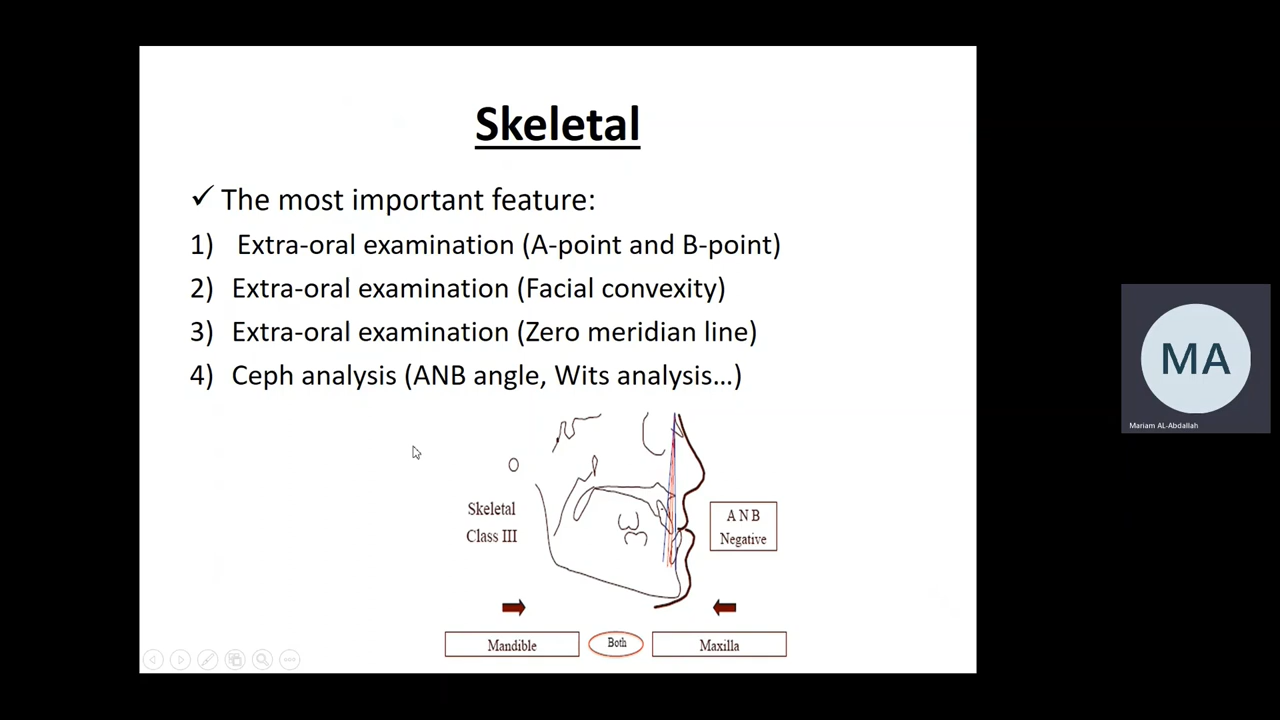 Skeletal
✓ The most important feature:
1) Extra-oral examination (A-point and B-point)
2) Extra-oral examination (Facial convexity)
3) Extra-oral examination (Zero meridian line)
4) Ceph analysis (ANB angle, Wits analysis…)
Skeletal
Class III
A N B
Negative
Mandible
Both
Maxilla
MA
Mariam AL-Abdallah